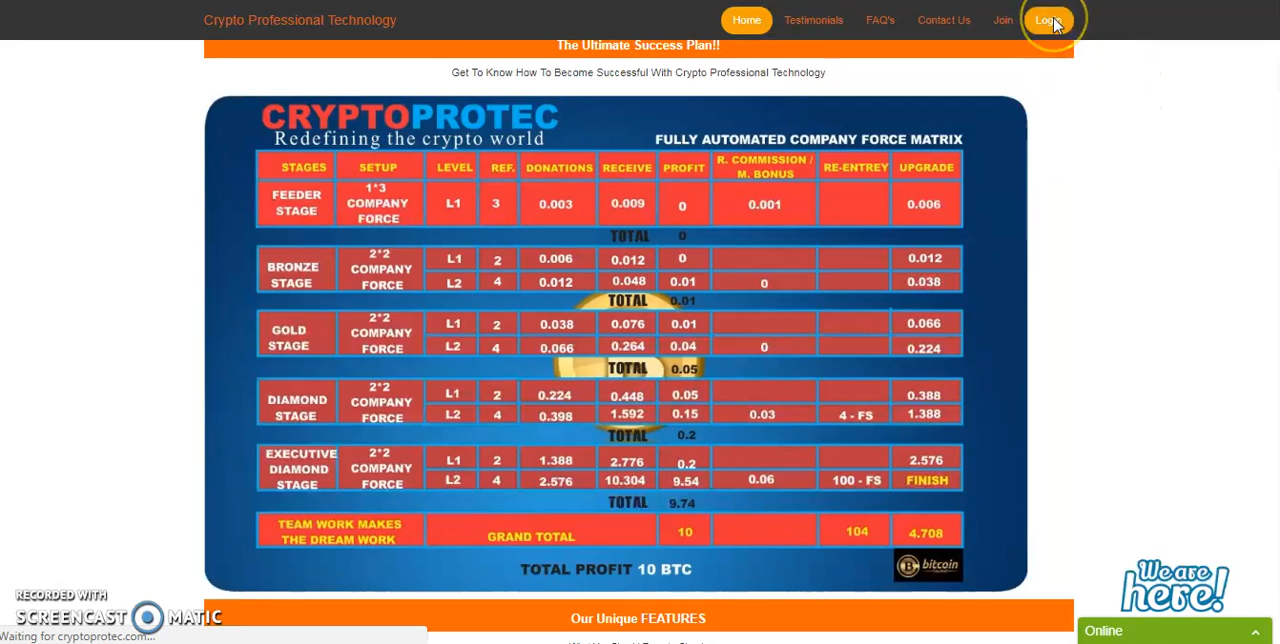 Crypto Professional Technology Home Testimonials FAQ's Contact Us Join Login
The Ultimate Success Plan!!
Get To Know How To Become Successful With Crypto Professional Technology
CRYPTOPROTEC
Redefining the crypto world FULLY AUTOMATED COMPANY FORCE MATRIX
STAGES SETUP LEVEL REF. DONATIONS RECEIVE PROFIT R. COMMISSION / M. BONUS RE-ENTREY UPGRADE
FEEDER STAGE 1*3 COMPANY FORCE L1 3 0.003 0.009 0 0.001 0.006
TOTAL 0
BRONZE STAGE 2*2 COMPANY FORCE L1 2 0.006 0.012 0 0.012
L2 4 0.012 0.048 0.01 0 0.038
TOTAL 0.01
GOLD STAGE 2*2 COMPANY FORCE L1 2 0.038 0.076 0.01 0.066
L2 4 0.066 0.264 0.04 0 0.224
TOTAL 0.05
DIAMOND STAGE 2*2 COMPANY FORCE L1 2 0.224 0.448 0.05 0.388
L2 4 0.398 1.592 0.15 0.03 4 - FS 1.388
TOTAL 0.2
EXECUTIVE DIAMOND STAGE 2*2 COMPANY FORCE L1 2 1.388 2.776 0.2 2.576
L2 4 2.576 10.304 9.54 0.06 100 - FS FINISH
TOTAL 9.74
TEAM WORK MAKES THE DREAM WORK GRAND TOTAL 10 104 4.708
TOTAL PROFIT 10 BTC
bitcoin
We are here!
RECORDED WITH
SCREENCAST MATIC
Our Unique FEATURES
Online
Waiting for cryptoprotec.com...